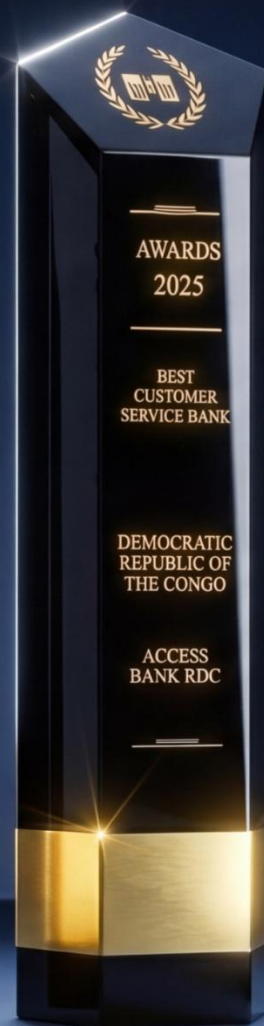 AWARDS
2025
BEST
CUSTOMER
SERVICE BANK
DEMOCRATIC
REPUBLIC OF
THE CONGO
ACCESS
BANK RDC